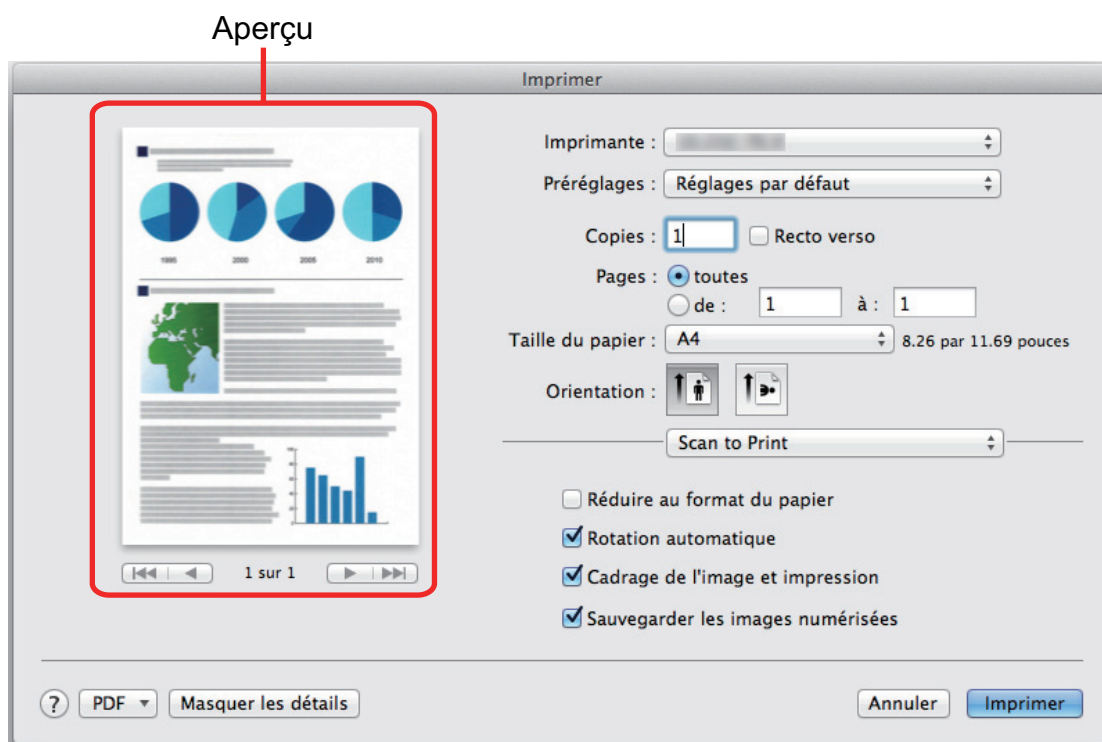 Aperçu
Imprimer
Imprimante :
Préréglages : Réglages par défaut
Copies : 1 Recto verso
Pages : toutes
de : 1 à : 1
Taille du papier : A4 8.26 par 11.69 pouces
Orientation :
Scan to Print
Réduire au format du papier
Rotation automatique
Cadrage de l'image et impression
Sauvegarder les images numérisées
1995 2000 2005 2010
1 sur 1
? PDF Masquer les détails Annuler Imprimer